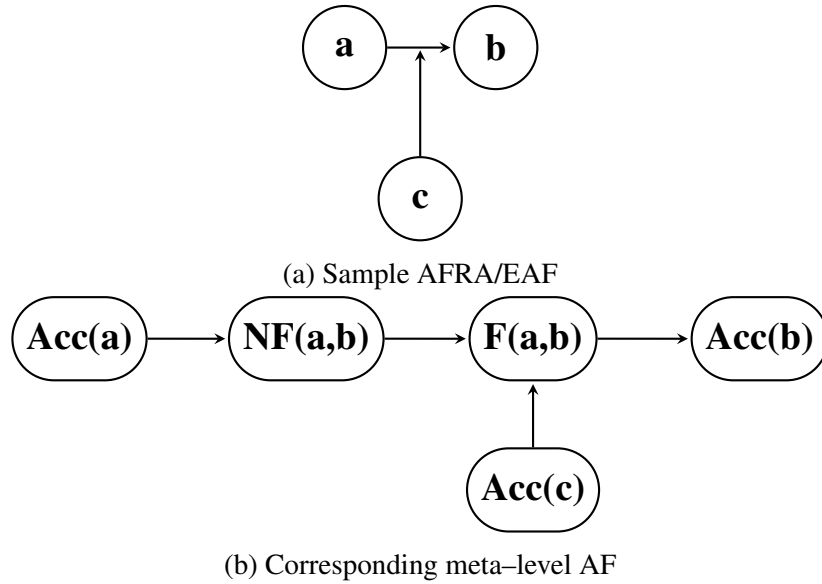 a b
c
(a) Sample AFRA/EAF
Acc(a) NF(a,b) F(a,b) Acc(b)
Acc(c)
(b) Corresponding meta–level AF